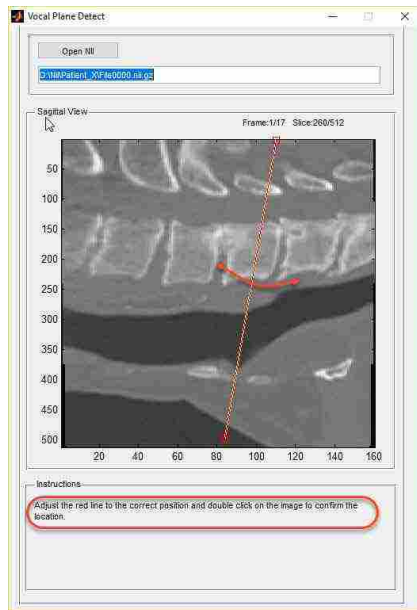 Vocal Plane Detect
Open NII
D:\NII\Patient_X\File0000.nii.gz
Sagittal View
Frame:1/17 Slice:260/512
50
100
150
200
250
300
350
400
450
500
20 40 60 80 100 120 140 160
Instructions
Adjust the red line to the correct position and double click on the image to confirm the
location.